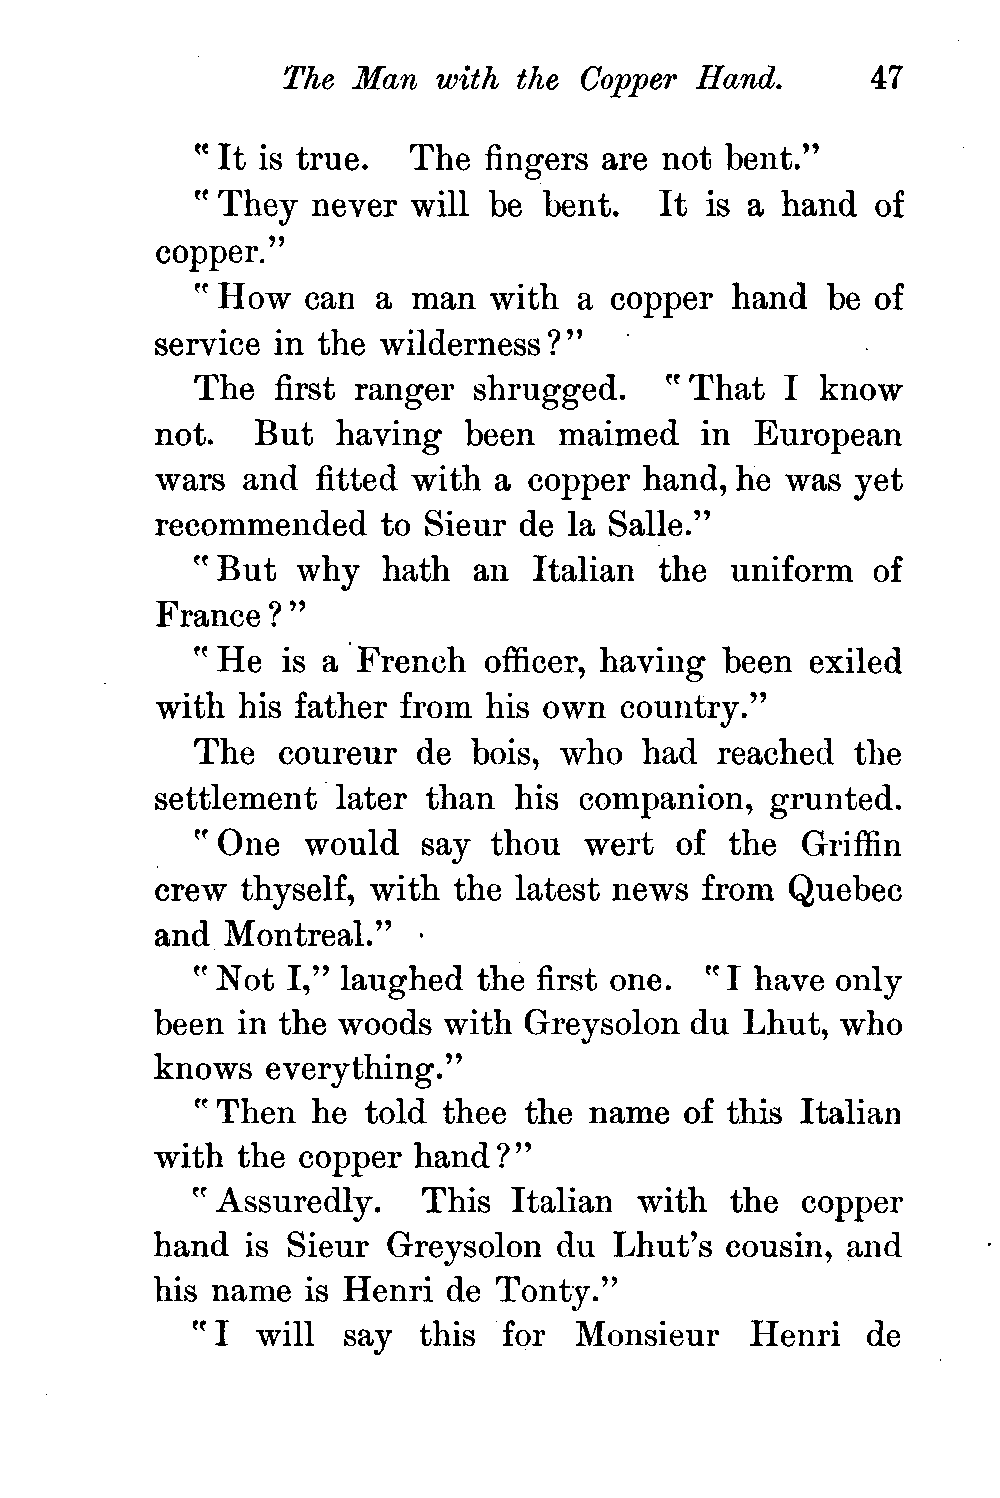 The Man with the Copper Hand. 47
"It is true. The fingers are not bent."
"They never will be bent. It is a hand of
copper."
"How can a man with a copper hand be of
service in the wilderness?"
The first ranger shrugged. "That I know
not. But having been maimed in European
wars and fitted with a copper hand, he was yet
recommended to Sieur de la Salle."
"But why hath an Italian the uniform of
France?"
"He is a French officer, having been exiled
with his father from his own country."
The coureur de bois, who had reached the
settlement later than his companion, grunted.
"One would say thou wert of the Griffin
crew thyself, with the latest news from Quebec
and Montreal."
"Not I," laughed the first one. "I have only
been in the woods with Greysolon du Lhut, who
knows everything."
"Then he told thee the name of this Italian
with the copper hand?"
"Assuredly. This Italian with the copper
hand is Sieur Greysolon du Lhut's cousin, and
his name is Henri de Tonty."
"I will say this for Monsieur Henri de